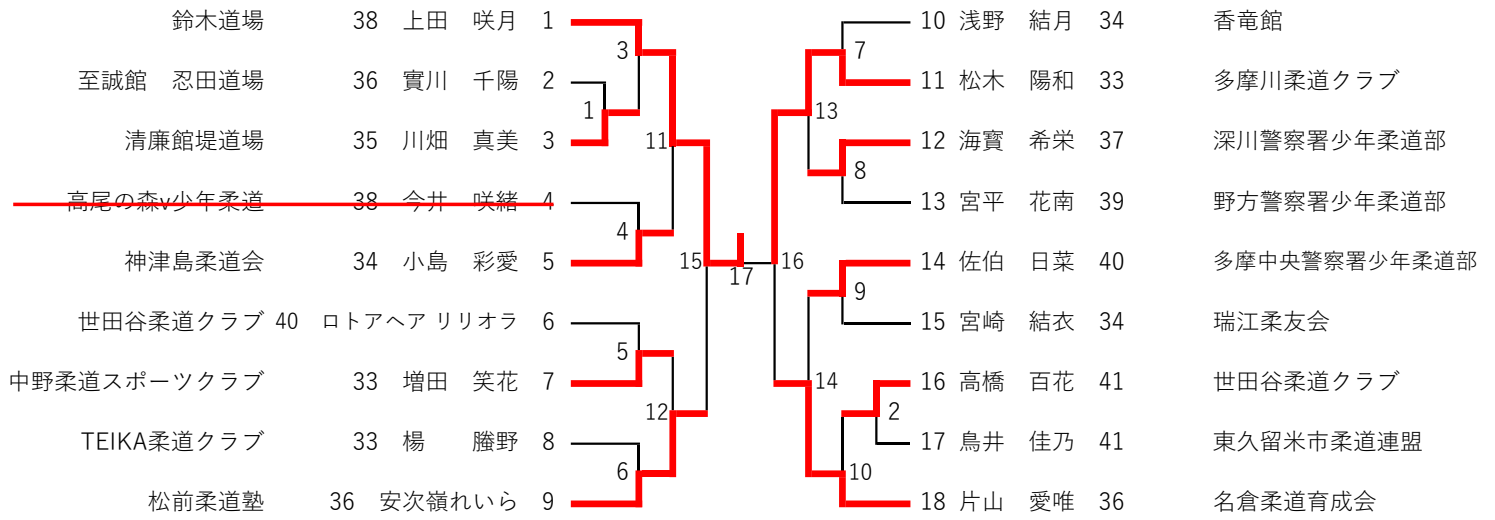 鈴木道場 38 上田 咲月 1
至誠館 忍田道場 36 實川 千陽 2
清廉館堤道場 35 川畑 真美 3
高尾の森v少年柔道 38 今井 咲緒 4
神津島柔道会 34 小島 彩愛 5
世田谷柔道クラブ 40 ロトアヘア リリオラ 6
中野柔道スポーツクラブ 33 増田 笑花 7
TEIKA柔道クラブ 33 楊 塍野 8
松前柔道塾 36 安次嶺れいら 9
3
1
11
4
15
5
12
6
17
10 浅野 結月 34 香竜館
11 松木 陽和 33 多摩川柔道クラブ
12 海寳 希栄 37 深川警察署少年柔道部
13 宮平 花南 39 野方警察署少年柔道部
14 佐伯 日菜 40 多摩中央警察署少年柔道部
15 宮崎 結衣 34 瑞江柔友会
16 高橋 百花 41 世田谷柔道クラブ
17 鳥井 佳乃 41 東久留米市柔道連盟
18 片山 愛唯 36 名倉柔道育成会
7
13
8
16
9
14
2
10